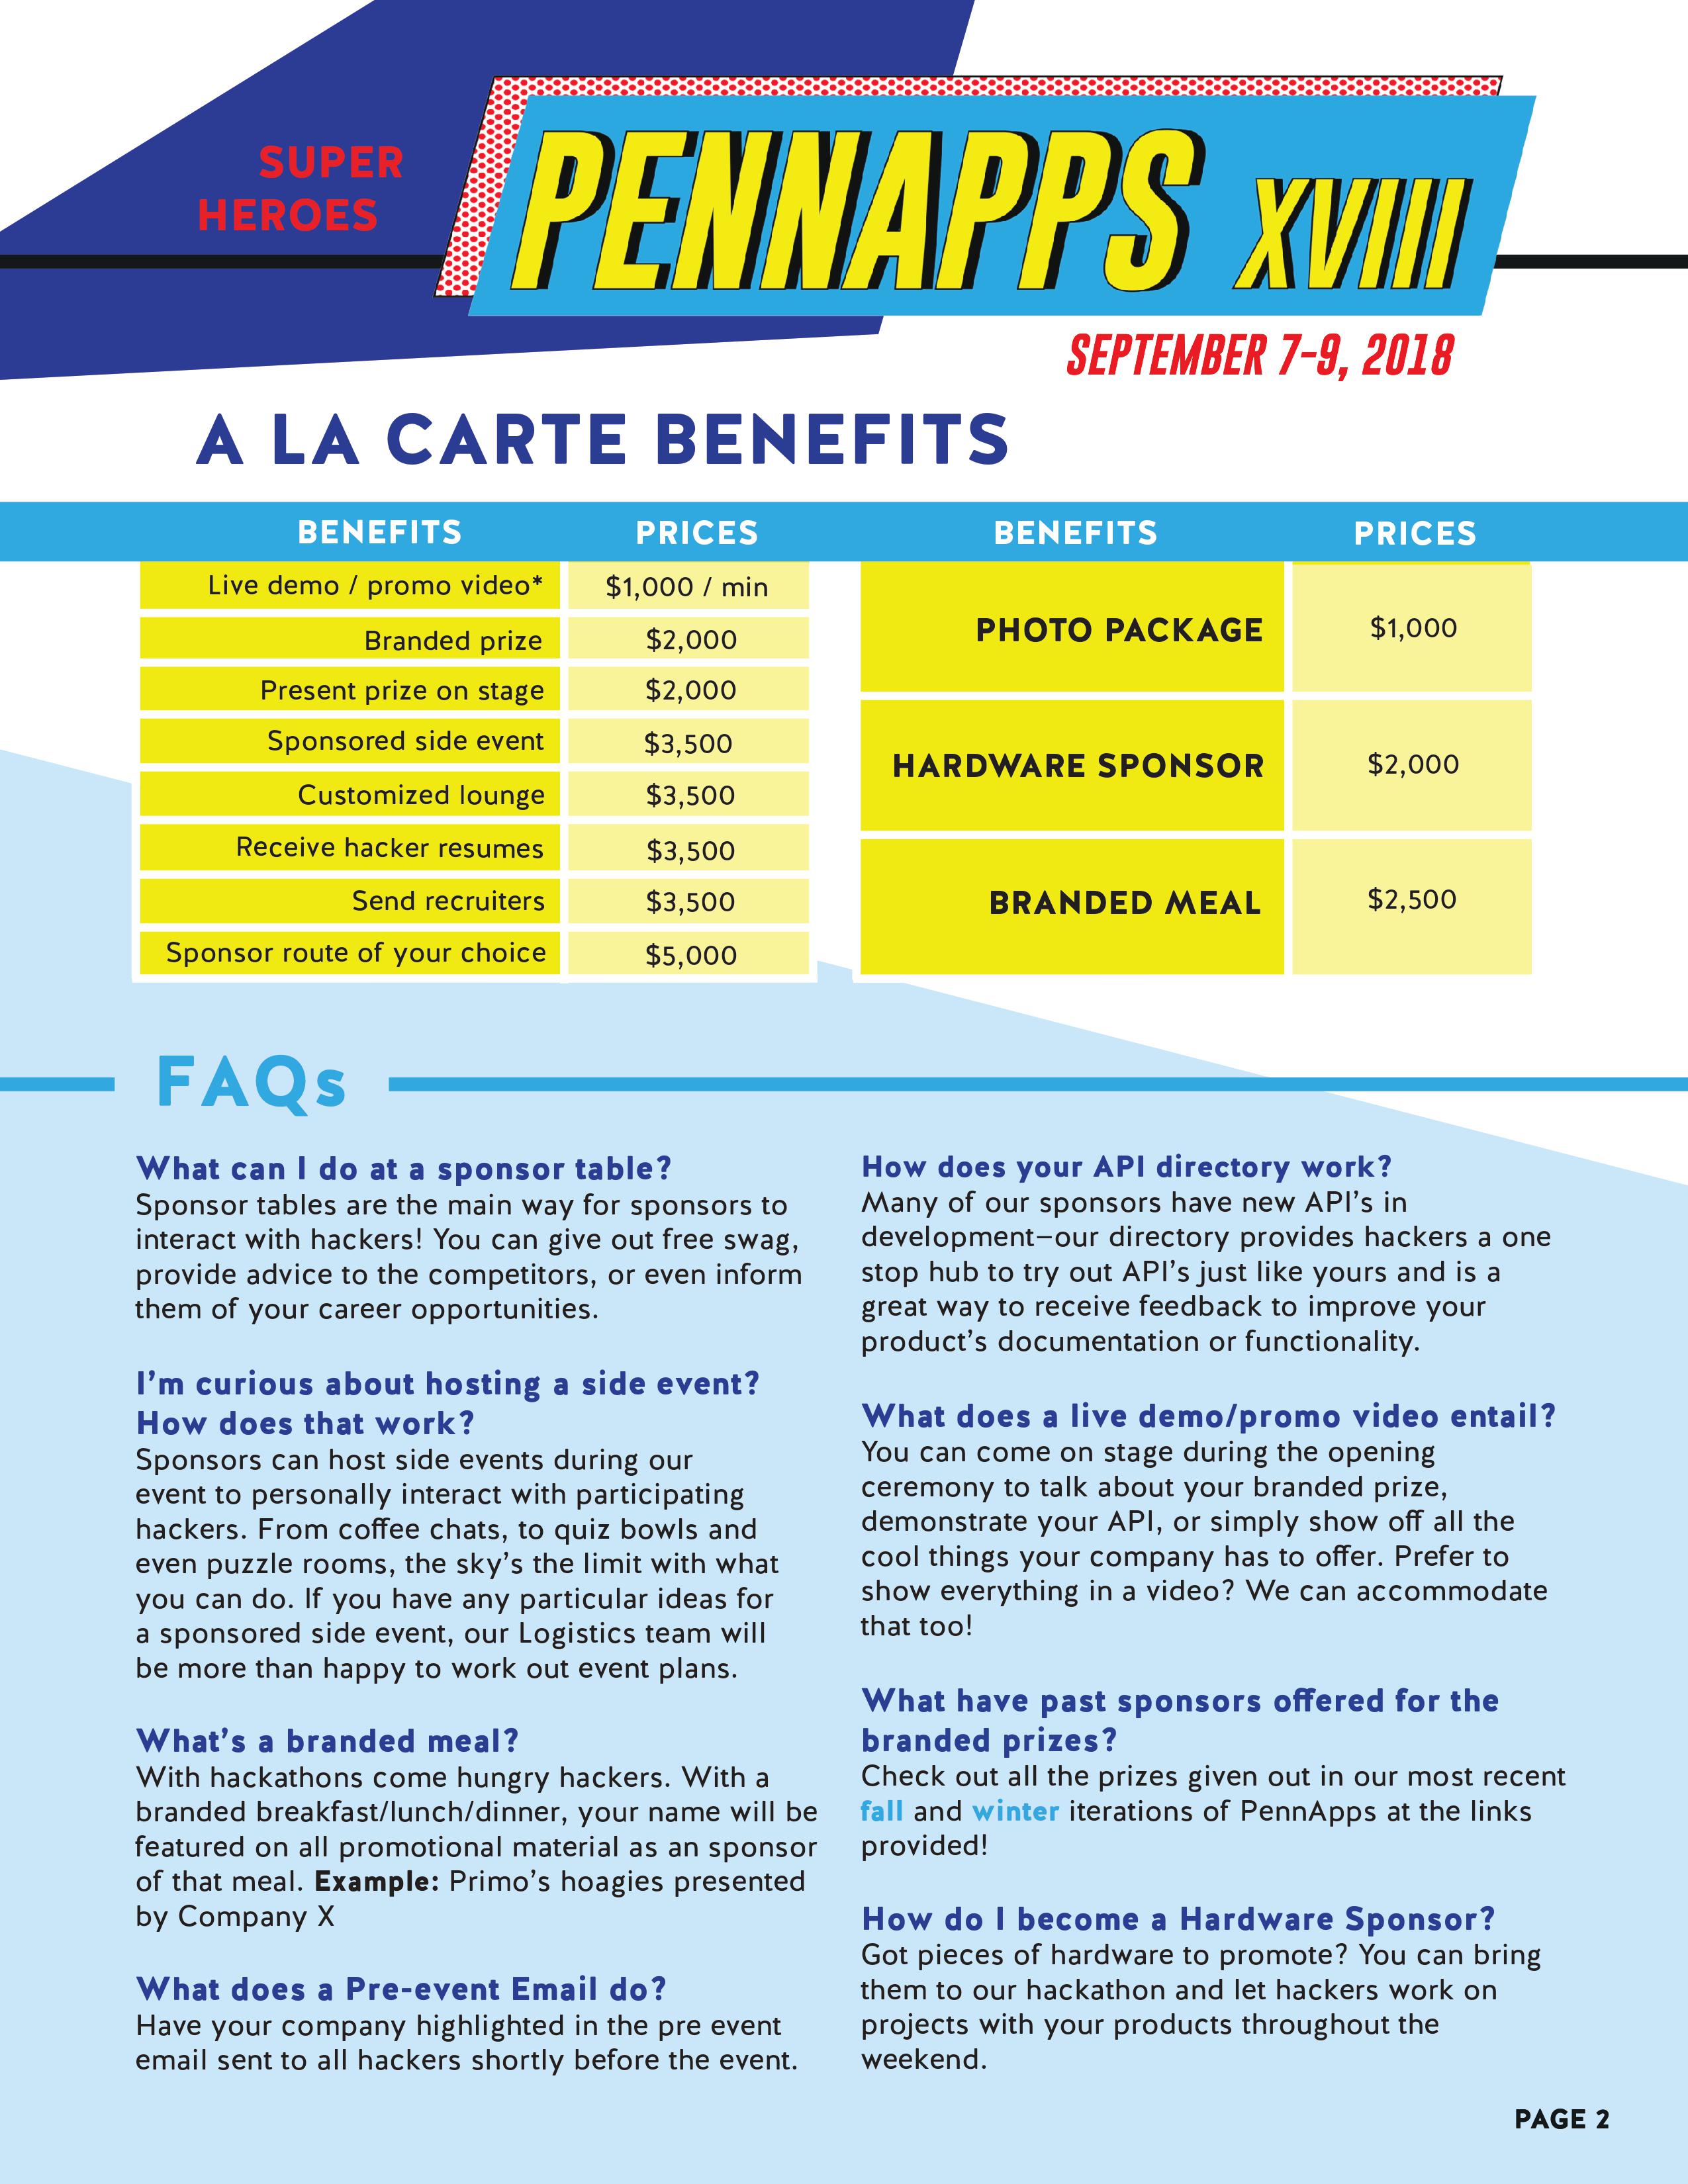 SUPER
HEROES
PENNAPPS XVIII
SEPTEMBER 7-9, 2018
A LA CARTE BENEFITS
BENEFITS PRICES
Live demo / promo video* $1,000 / min
Branded prize $2,000
Present prize on stage $2,000
Sponsored side event $3,500
Customized lounge $3,500
Receive hacker resumes $3,500
Send recruiters $3,500
Sponsor route of your choice $5,000
BENEFITS PRICES
PHOTO PACKAGE $1,000
HARDWARE SPONSOR $2,000
BRANDED MEAL $2,500
FAQs
What can I do at a sponsor table?
Sponsor tables are the main way for sponsors to
interact with hackers! You can give out free swag,
provide advice to the competitors, or even inform
them of your career opportunities.
I'm curious about hosting a side event?
How does that work?
Sponsors can host side events during our
event to personally interact with participating
hackers. From coffee chats, to quiz bowls and
even puzzle rooms, the sky's the limit with what
you can do. If you have any particular ideas for
a sponsored side event, our Logistics team will
be more than happy to work out event plans.
What's a branded meal?
With hackathons come hungry hackers. With a
branded breakfast/lunch/dinner, your name will be
featured on all promotional material as an sponsor
of that meal. Example: Primo's hoagies presented
by Company X
What does a Pre-event Email do?
Have your company highlighted in the pre event
email sent to all hackers shortly before the event.
How does your API directory work?
Many of our sponsors have new API's in
development—our directory provides hackers a one
stop hub to try out API's just like yours and is a
great way to receive feedback to improve your
product's documentation or functionality.
What does a live demo/promo video entail?
You can come on stage during the opening
ceremony to talk about your branded prize,
demonstrate your API, or simply show off all the
cool things your company has to offer. Prefer to
show everything in a video? We can accommodate
that too!
What have past sponsors offered for the
branded prizes?
Check out all the prizes given out in our most recent
fall and winter iterations of PennApps at the links
provided!
How do I become a Hardware Sponsor?
Got pieces of hardware to promote? You can bring
them to our hackathon and let hackers work on
projects with your products throughout the
weekend.
PAGE 2